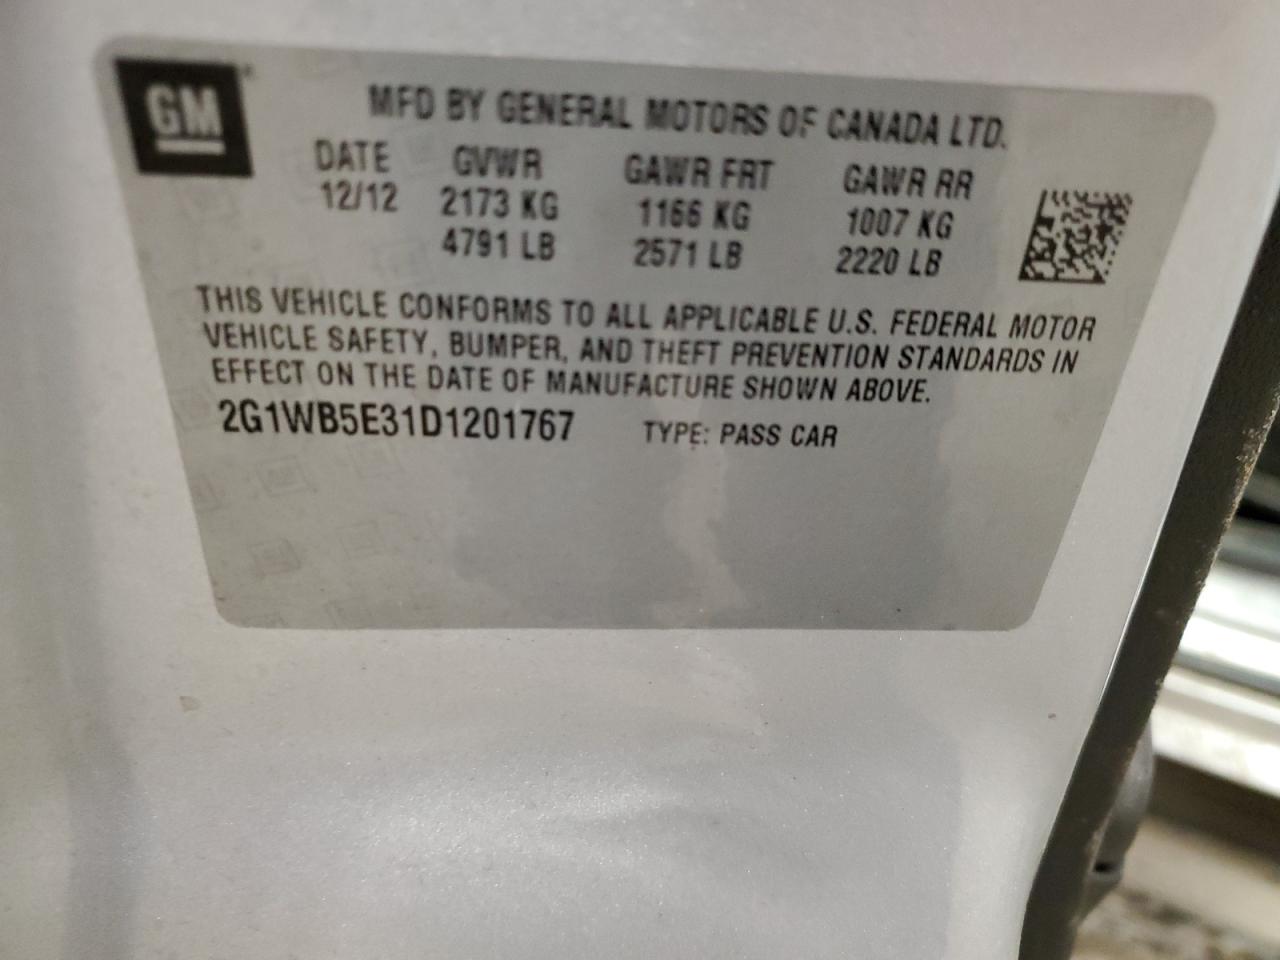 GM
MFD BY GENERAL MOTORS OF CANADA LTD.
DATE GVWR GAWR FRT GAWR RR
12/12 2173 KG 1166 KG 1007 KG
4791 LB 2571 LB 2220 LB
THIS VEHICLE CONFORMS TO ALL APPLICABLE U.S. FEDERAL MOTOR
VEHICLE SAFETY, BUMPER, AND THEFT PREVENTION STANDARDS IN
EFFECT ON THE DATE OF MANUFACTURE SHOWN ABOVE.
2G1WB5E31D1201767 TYPE: PASS CAR